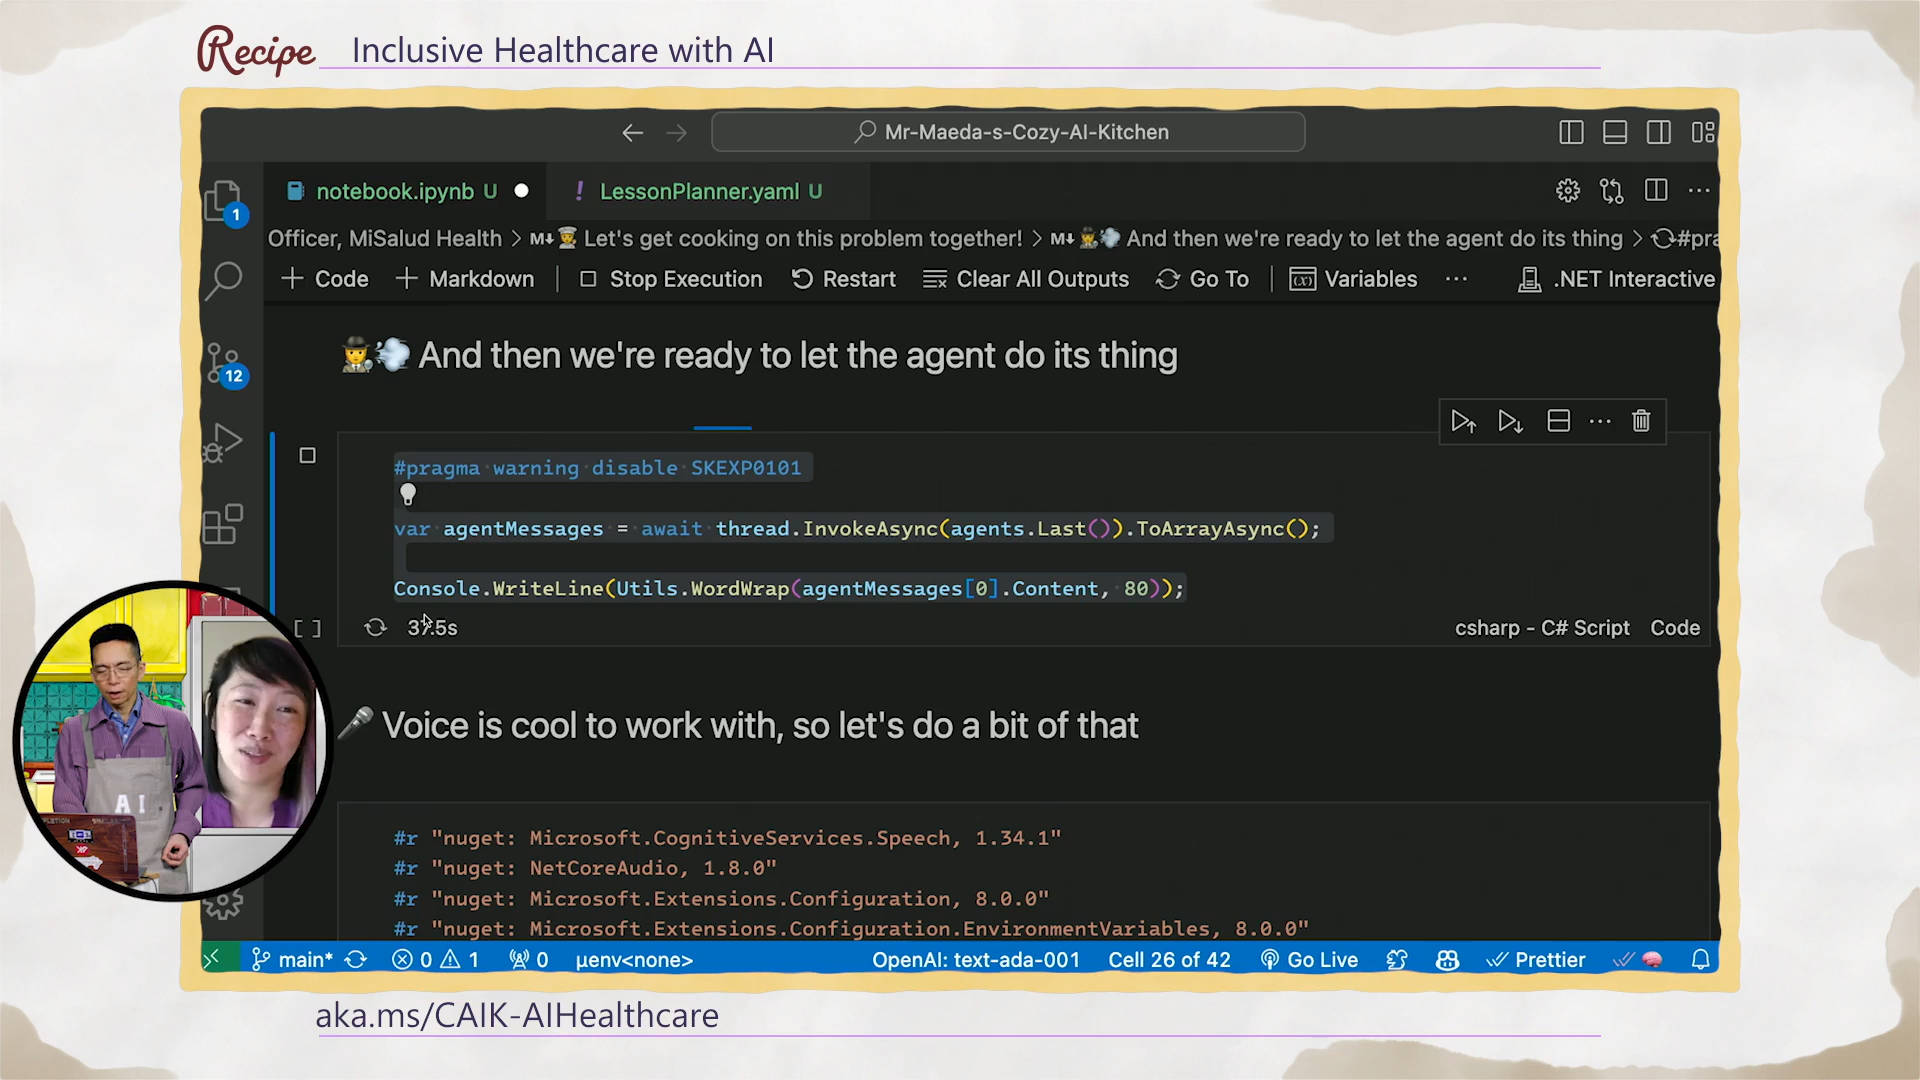 Recipe Inclusive Healthcare with AI
Mr-Maeda-s-Cozy-AI-Kitchen
1
notebook.ipynb U
! LessonPlanner.yaml U
Officer, MiSalud Health > M↓ Let's get cooking on this problem together! > M↓ And then we're ready to let the agent do its thing > #pra
+ Code + Markdown Stop Execution Restart Clear All Outputs Go To (x) Variables ··· .NET Interactive
And then we're ready to let the agent do its thing
12
#pragma warning disable SKEXP0101
var agentMessages = await thread.InvokeAsync(agents.Last()).ToArrayAsync();
Console.WriteLine(Utils.WordWrap(agentMessages[0].Content, 80));
[ ] 37.5s csharp - C# Script Code
Voice is cool to work with, so let's do a bit of that
AI
#r "nuget: Microsoft.CognitiveServices.Speech, 1.34.1"
#r "nuget: NetCoreAudio, 1.8.0"
#r "nuget: Microsoft.Extensions.Configuration, 8.0.0"
#r "nuget: Microsoft.Extensions.Configuration.EnvironmentVariables, 8.0.0"
main* 0 1 0 μenv<none> OpenAI: text-ada-001 Cell 26 of 42 Go Live Prettier
aka.ms/CAIK-AIHealthcare